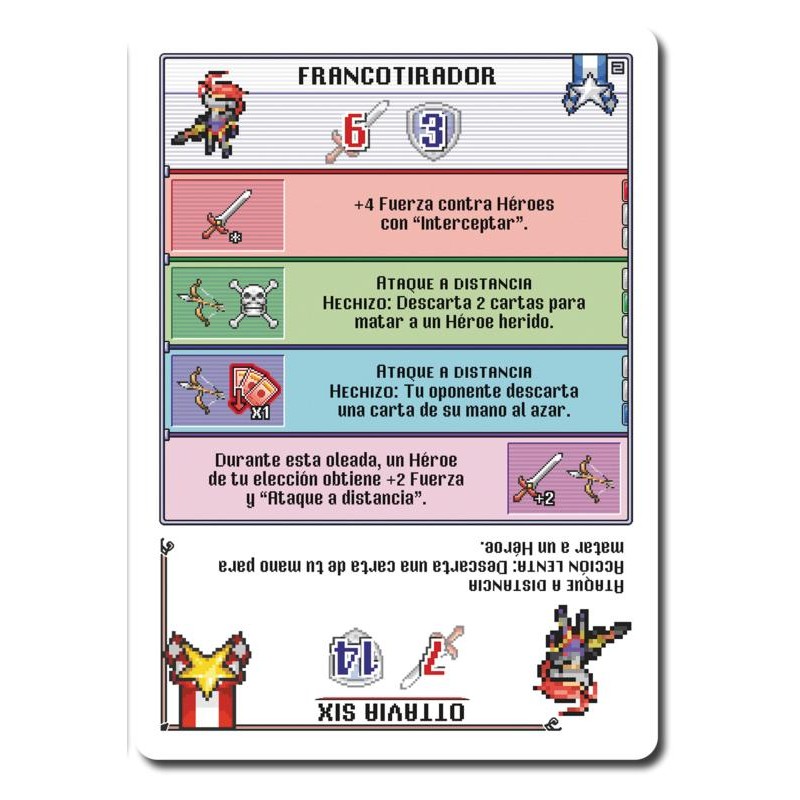 FRANCOTIRADOR
2
6 3
+4 Fuerza contra Héroes
con “Interceptar”.
ATAQUE A DISTANCIA
HECHIZO: Descarta 2 cartas para
matar a un Héroe herido.
ATAQUE A DISTANCIA
HECHIZO: Tu oponente descarta
una carta de su mano al azar.
X1
Durante esta oleada, un Héroe
de tu elección obtiene +2 Fuerza
y “Ataque a distancia”.
+2
OTTAVIA SIX
7 14
ATAQUE A DISTANCIA
ACCIÓN LENTA: Descarta una carta de tu mano para
matar a un Héroe.